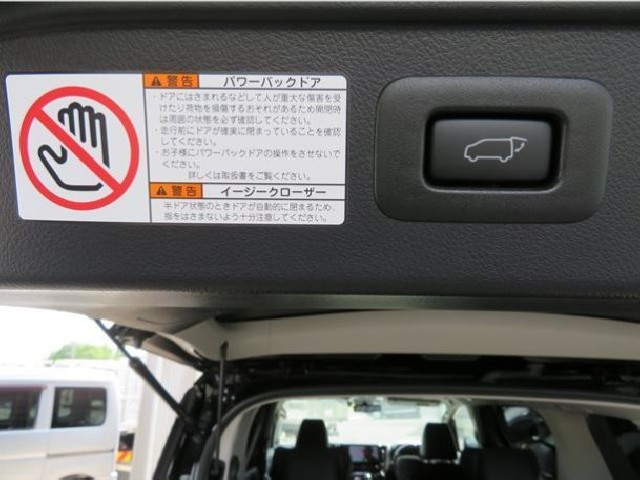 警告 パワーバックドア
・ドアにはさまれるなどして人が重大な傷害を受
けたり荷物を損傷するおそれがあるため開閉時
は周囲の状態を必ず確認してください。
・走行前にドアが確実に閉まっていることを確認
してください。
・お子様にパワーバックドアの操作をさせないで
ください。
詳しくは取扱書をご覧ください。
警告 イージークローザー
半ドア状態のときドアが自動的に閉まるため、
指をはさまないよう十分注意してください。